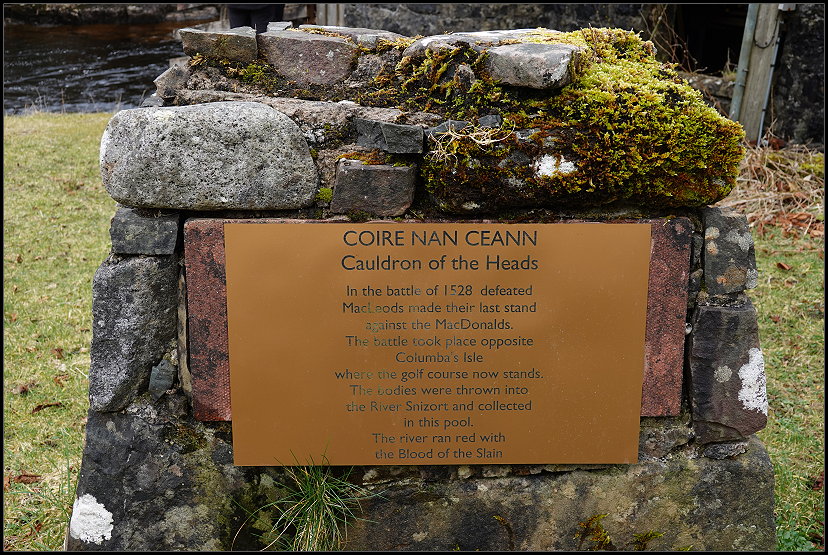 COIRE NAN CEANN
Cauldron of the Heads
In the battle of 1528 defeated
MacLeods made their last stand
against the MacDonalds.
The battle took place opposite
Columba's Isle
where the golf course now stands.
The bodies were thrown into
the River Snizort and collected
in this pool.
The river ran red with
the Blood of the Slain